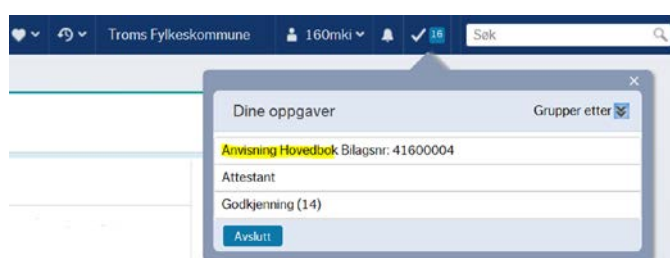 Troms Fylkeskommune 160mki 16 Søk
Dine oppgaver Grupper etter
Anvisning Hovedbok Bilagsnr: 41600004
Attestant
Godkjenning (14)
Avslutt